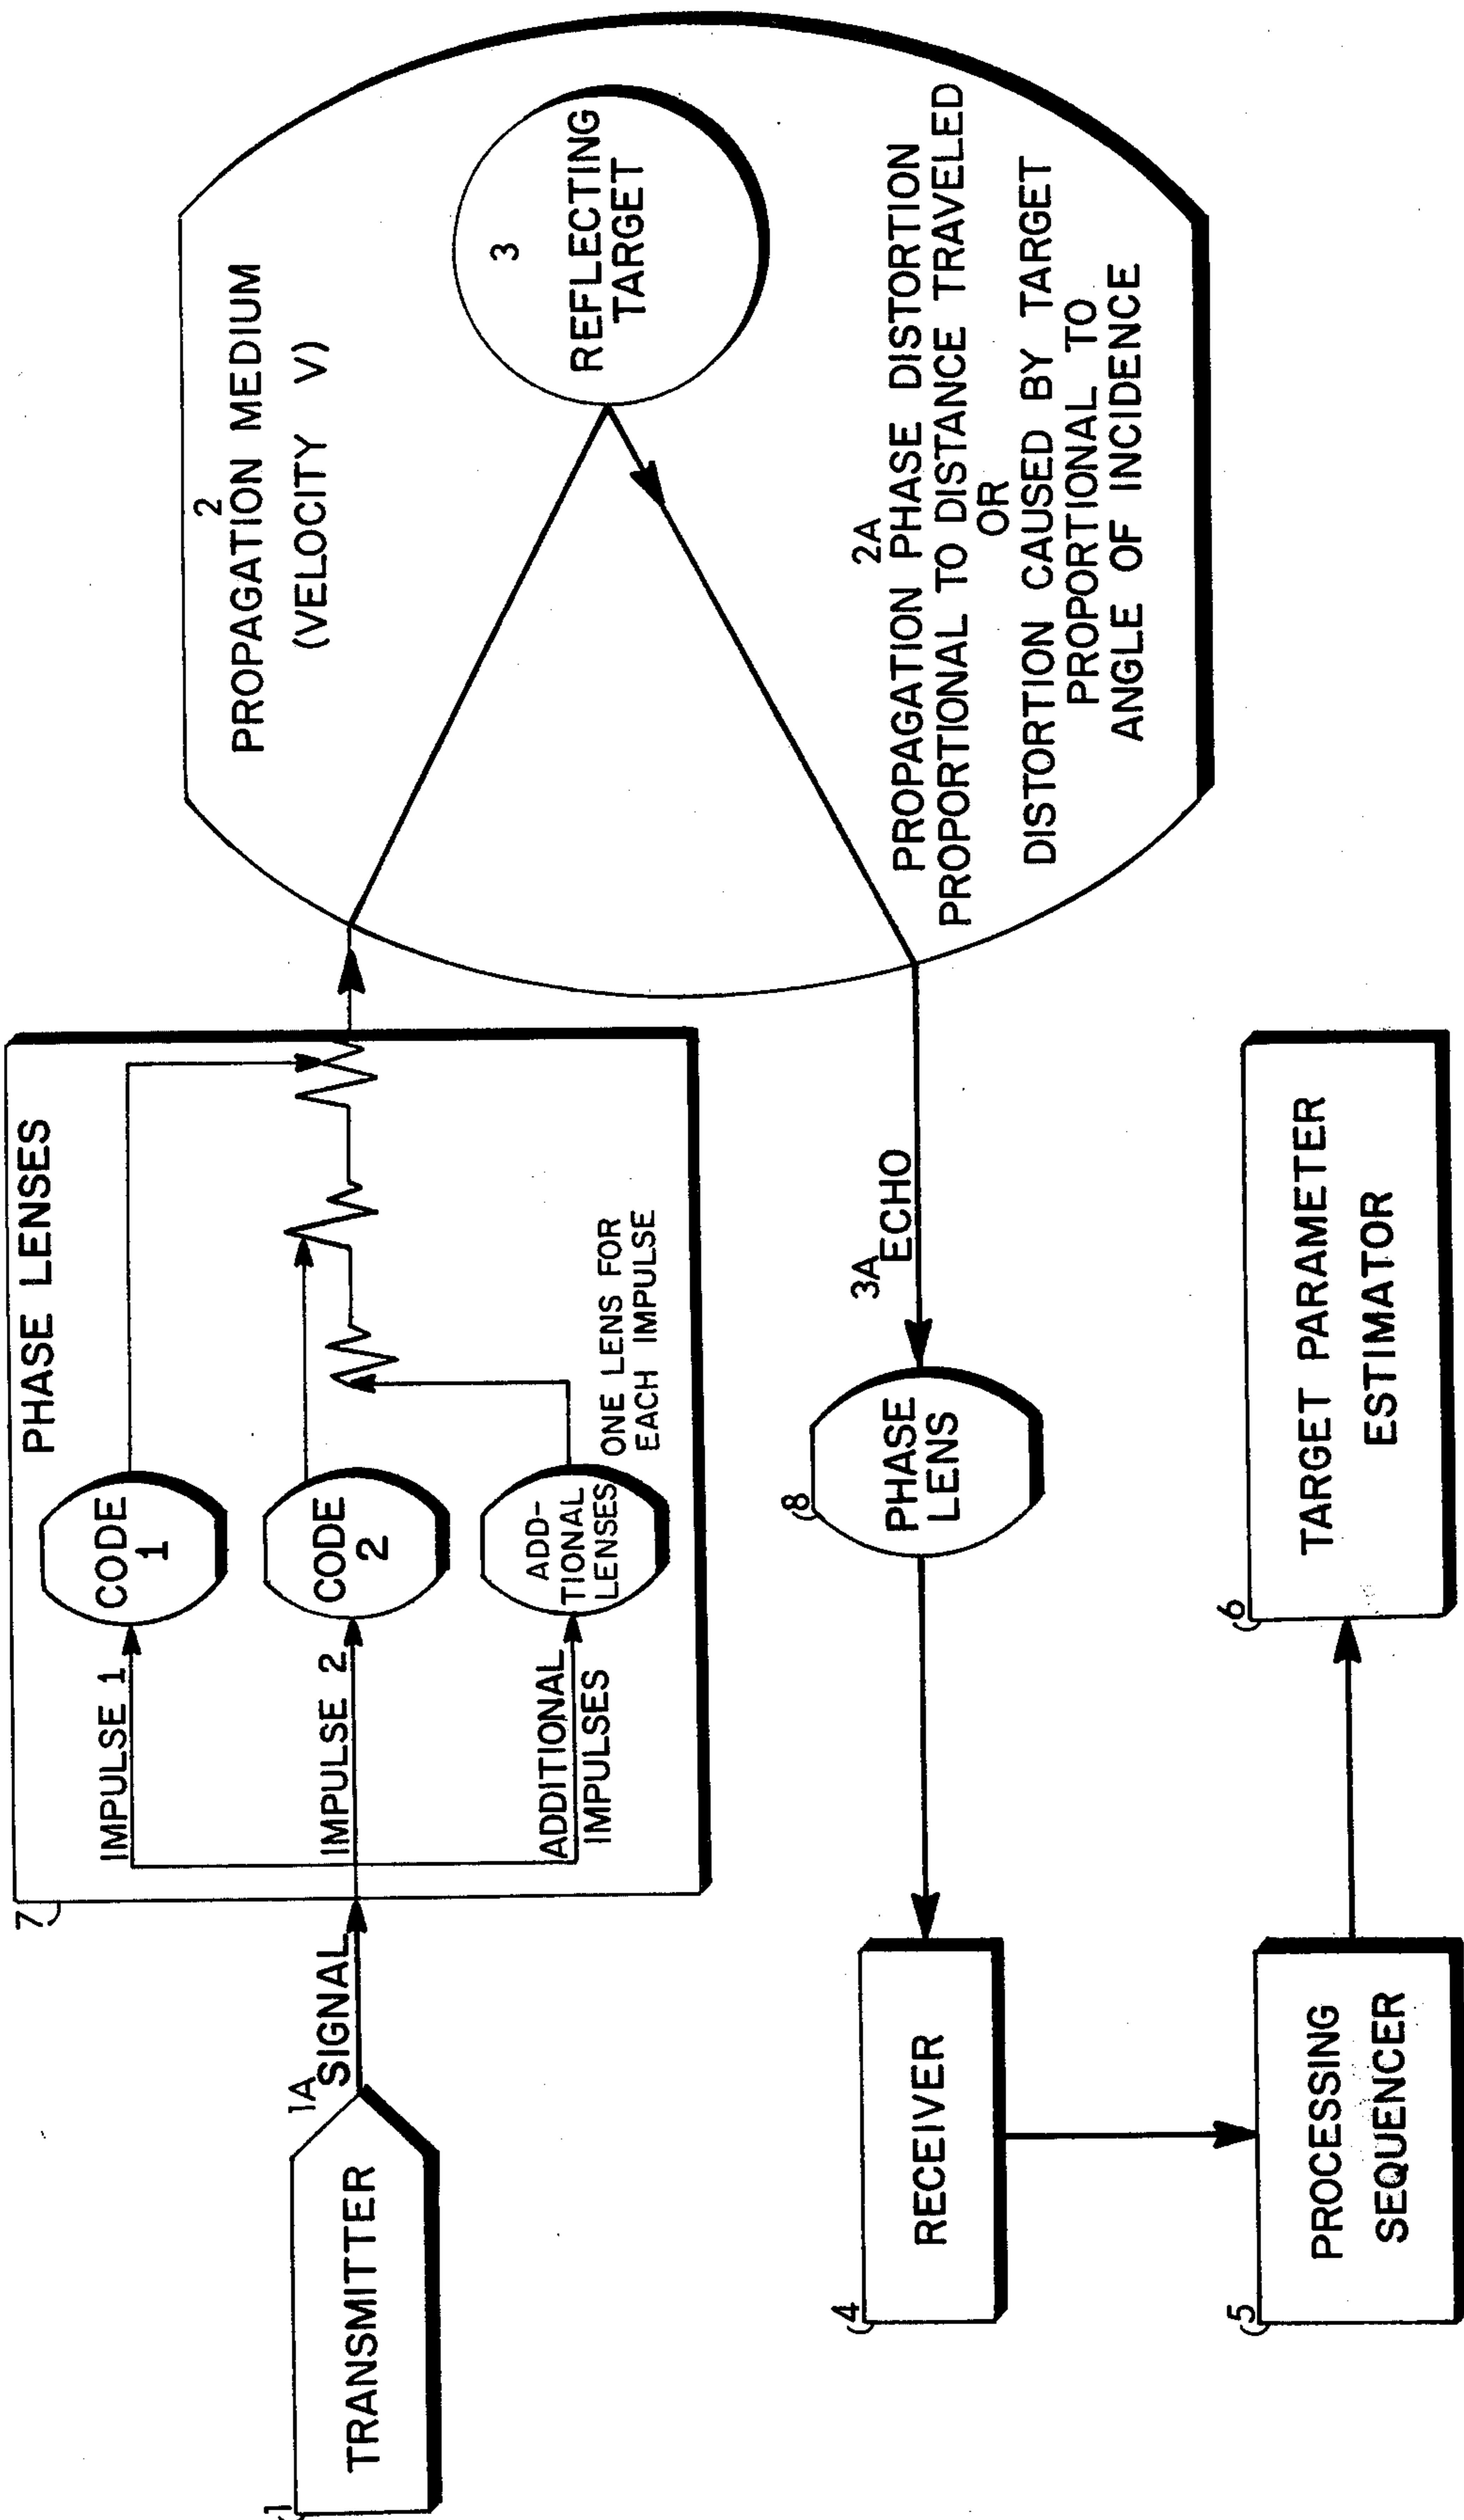 1
TRANSMITTER
1A
SIGNAL
7
PHASE LENSES
IMPULSE 1
CODE
1
IMPULSE 2
CODE
2
ADDITIONAL
IMPULSES
ADD-
TIONAL
LENSES
ONE LENS FOR
EACH IMPULSE
2
PROPAGATION MEDIUM
(VELOCITY V)
3
REFLECTING
TARGET
2A
PROPAGATION PHASE DISTORTION
PROPORTIONAL TO DISTANCE TRAVELED
OR
DISTORTION CAUSED BY TARGET
PROPORTIONAL TO
ANGLE OF INCIDENCE
3A
ECHO
8
PHASE
LENS
4
RECEIVER
5
PROCESSING
SEQUENCER
6
TARGET PARAMETER
ESTIMATOR